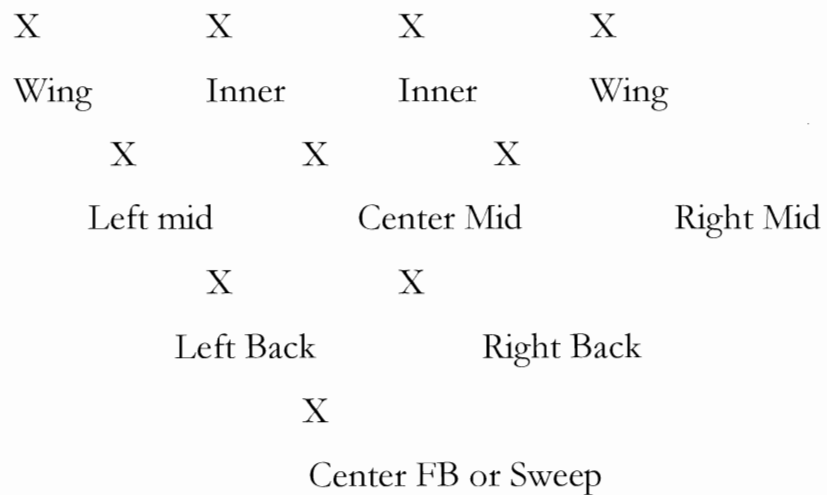 X X X X
Wing Inner Inner Wing
X X X
Left mid Center Mid Right Mid
X X
Left Back Right Back
X
Center FB or Sweep